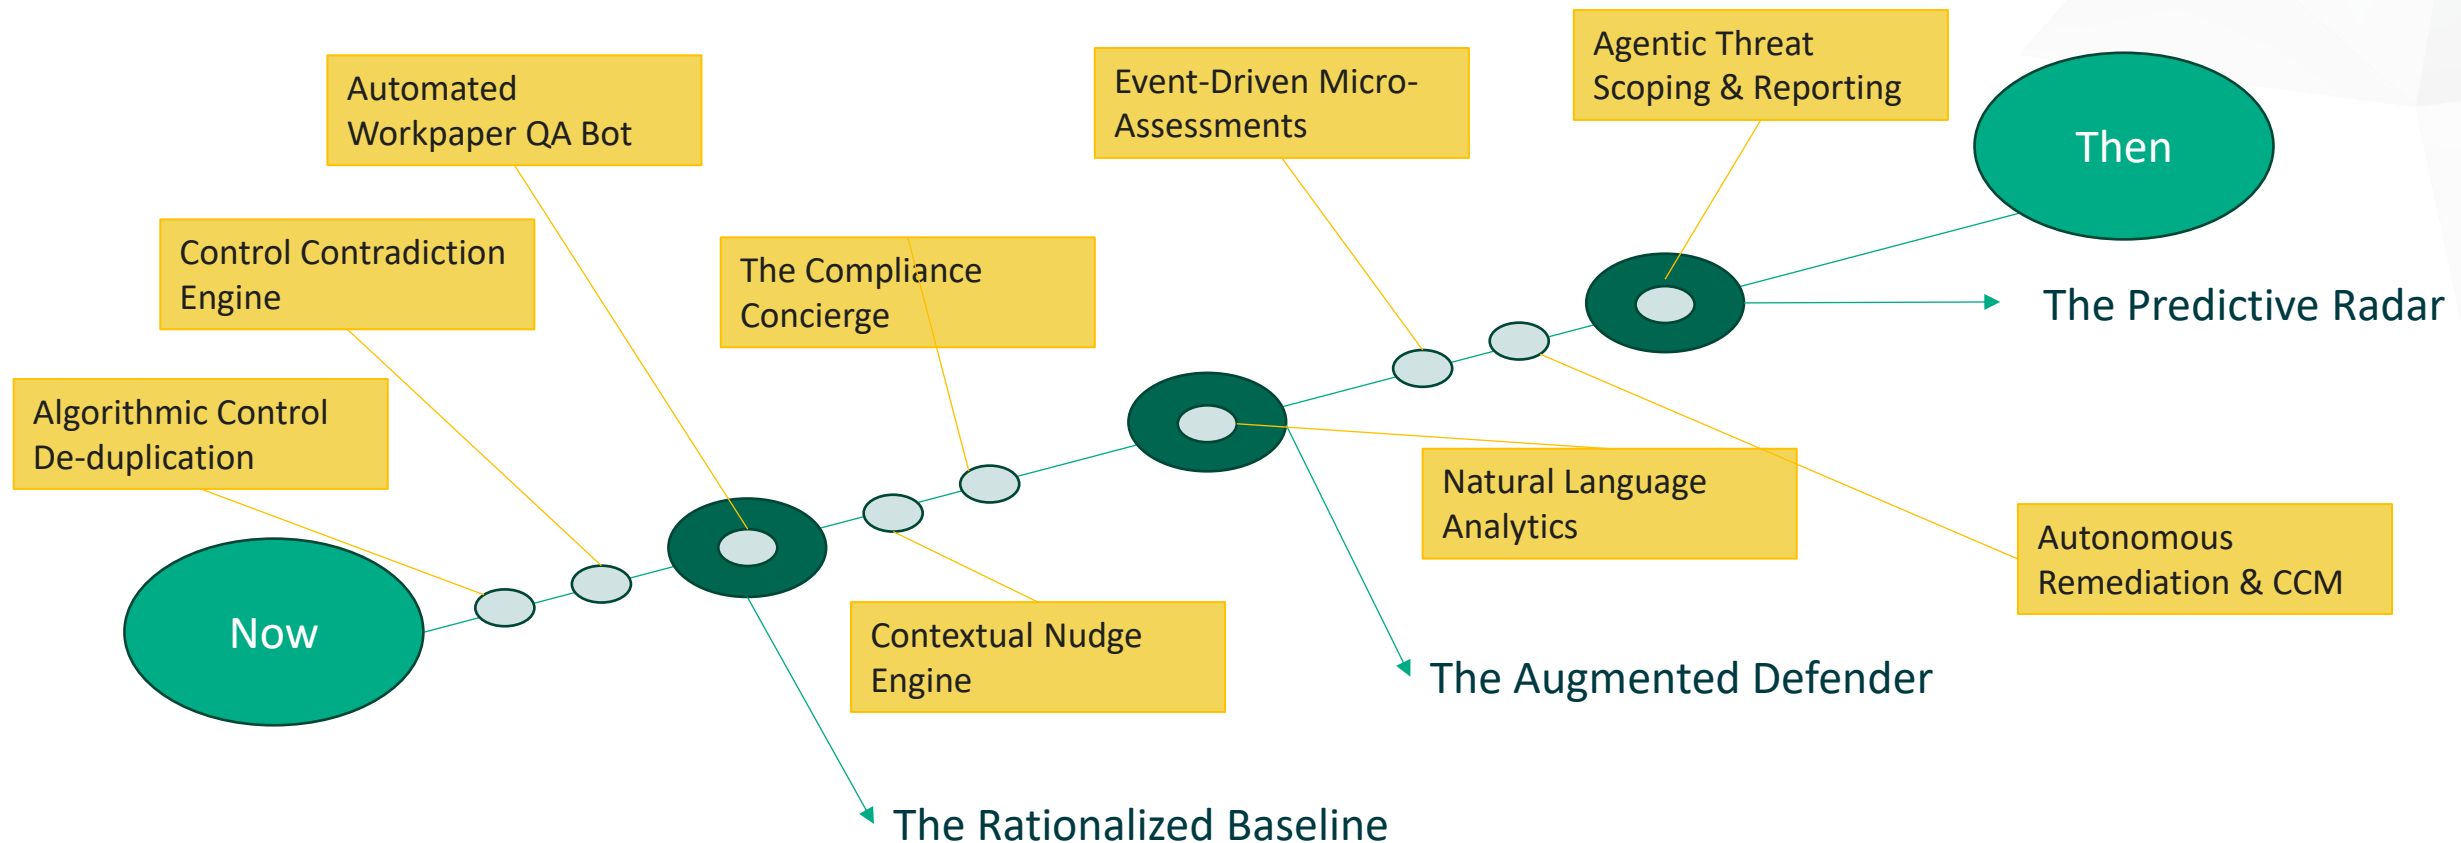 Automated
Workpaper QA Bot
Event-Driven Micro-
Assessments
Agentic Threat
Scoping & Reporting
Then
Control Contradiction
Engine
The Compliance
Concierge
The Predictive Radar
Algorithmic Control
De-duplication
Natural Language
Analytics
Autonomous
Remediation & CCM
Now
Contextual Nudge
Engine
The Augmented Defender
The Rationalized Baseline